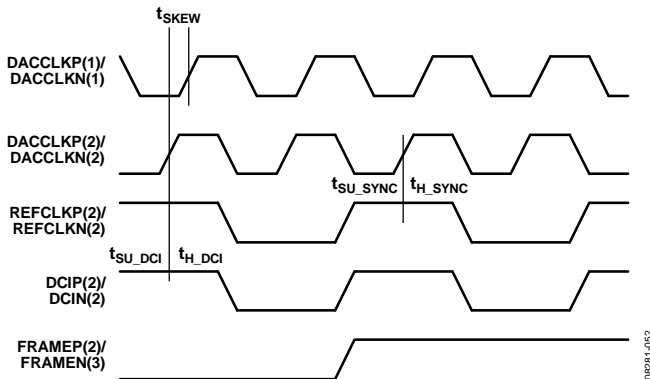 tSKEW
DACCLKP(1)/
DACCLKN(1)
DACCLKP(2)/
DACCLKN(2)
tSU_SYNC tH_SYNC
REFCLKP(2)/
REFCLKN(2)
tSU_DCI tH_DCI
DCIP(2)/
DCIN(2)
FRAMEP(2)/
FRAMEN(3)
08281-052